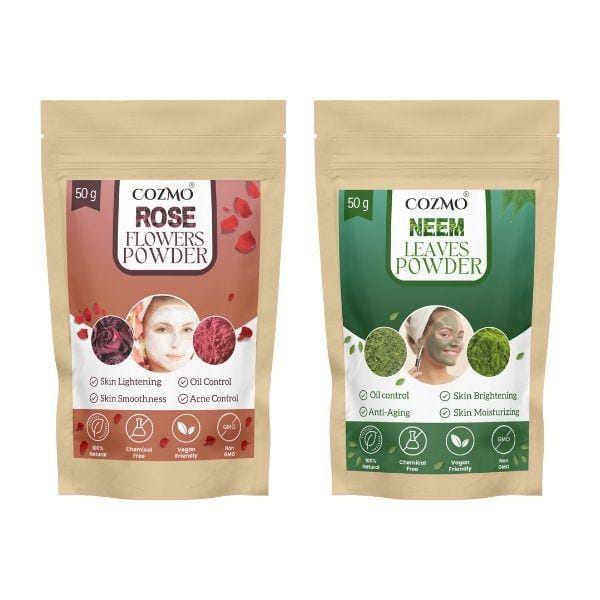 50 g
COZMO®
ROSE
FLOWERS
POWDER
Skin Lightening
Oil Control
Skin Smoothness
Acne Control
100%
Natural
Chemical
Free
Vegan
Friendly
GMO
Non
GMO
50 g
COZMO®
NEEM
LEAVES
POWDER
Oil control
Skin Brightening
Anti-Aging
Skin Moisturizing
100%
Natural
Chemical
Free
Vegan
Friendly
GMO
Non
GMO